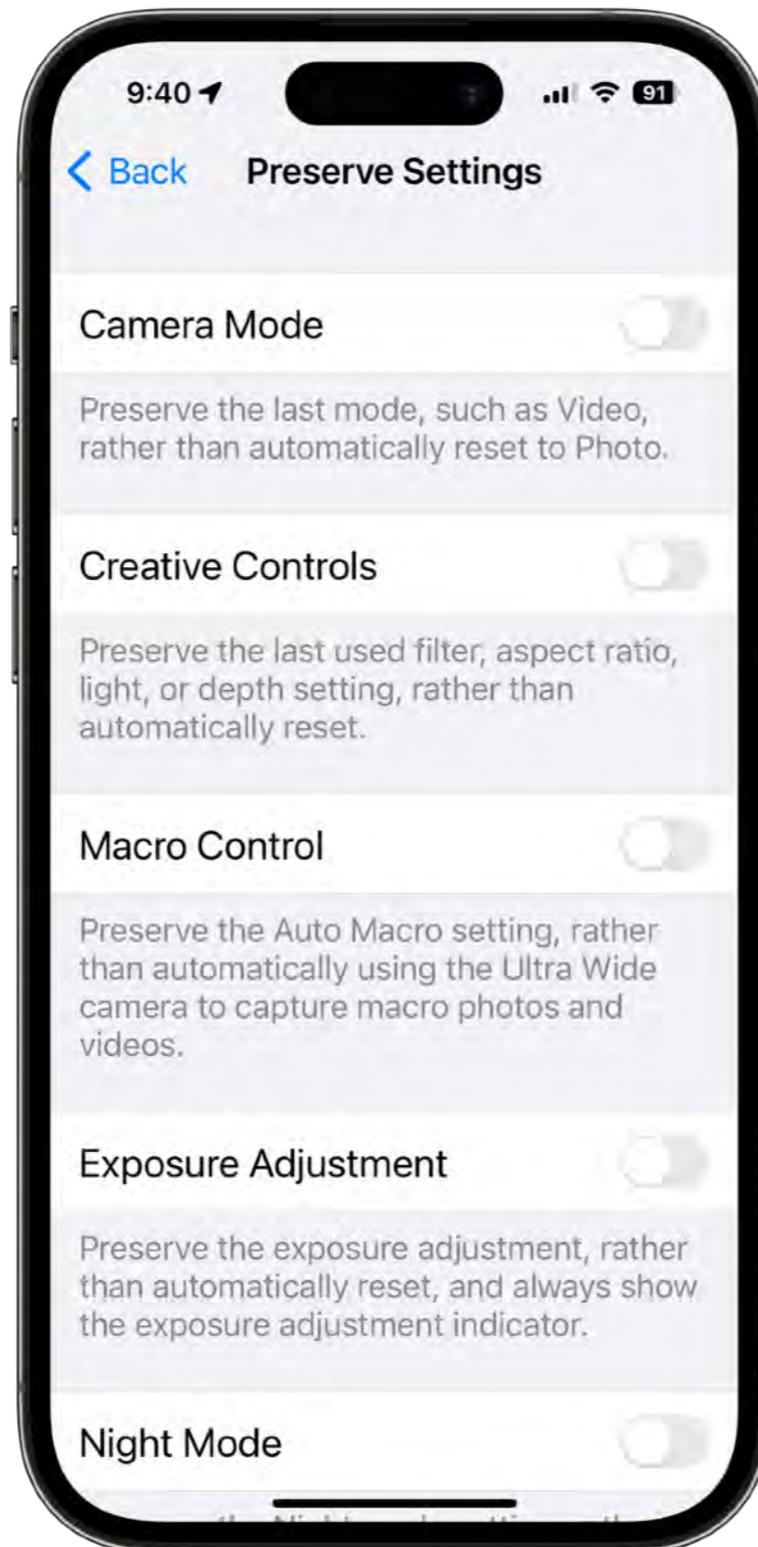 9:40
91
Back Preserve Settings
Camera Mode
Preserve the last mode, such as Video,
rather than automatically reset to Photo.
Creative Controls
Preserve the last used filter, aspect ratio,
light, or depth setting, rather than
automatically reset.
Macro Control
Preserve the Auto Macro setting, rather
than automatically using the Ultra Wide
camera to capture macro photos and
videos.
Exposure Adjustment
Preserve the exposure adjustment, rather
than automatically reset, and always show
the exposure adjustment indicator.
Night Mode